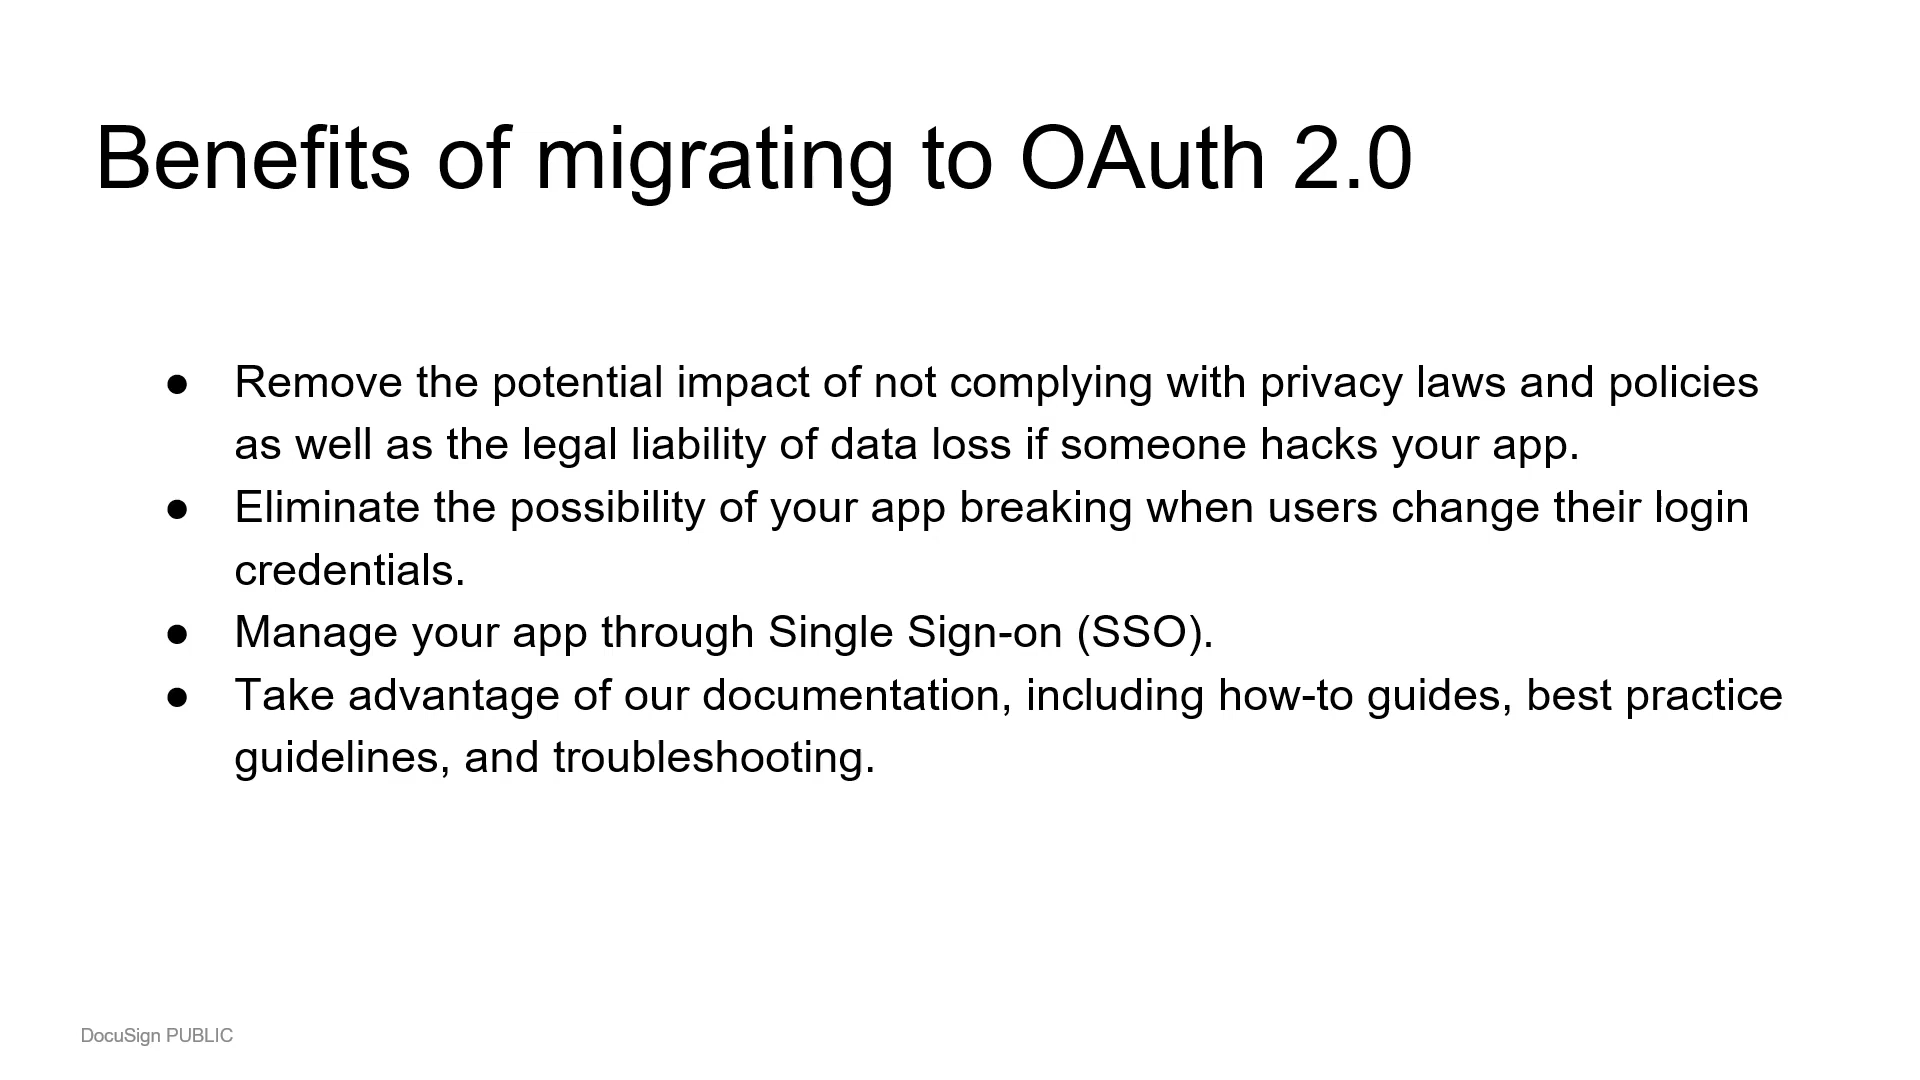 Benefits of migrating to OAuth 2.0
● Remove the potential impact of not complying with privacy laws and policies
as well as the legal liability of data loss if someone hacks your app.
● Eliminate the possibility of your app breaking when users change their login
credentials.
● Manage your app through Single Sign-on (SSO).
● Take advantage of our documentation, including how-to guides, best practice
guidelines, and troubleshooting.
DocuSign PUBLIC